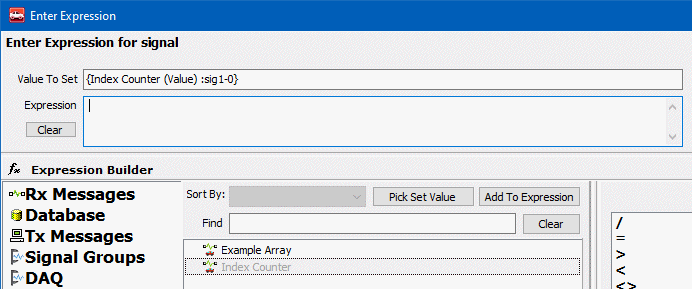 Enter Expression
Enter Expression for signal
Value To Set {Index Counter (Value) :sig1-0}
Expression
Clear
fx Expression Builder
Rx Messages
Database
Tx Messages
Signal Groups
DAQ
Sort By: Pick Set Value Add To Expression
Find Clear
Example Array
Index Counter
/
=
>
<
<>